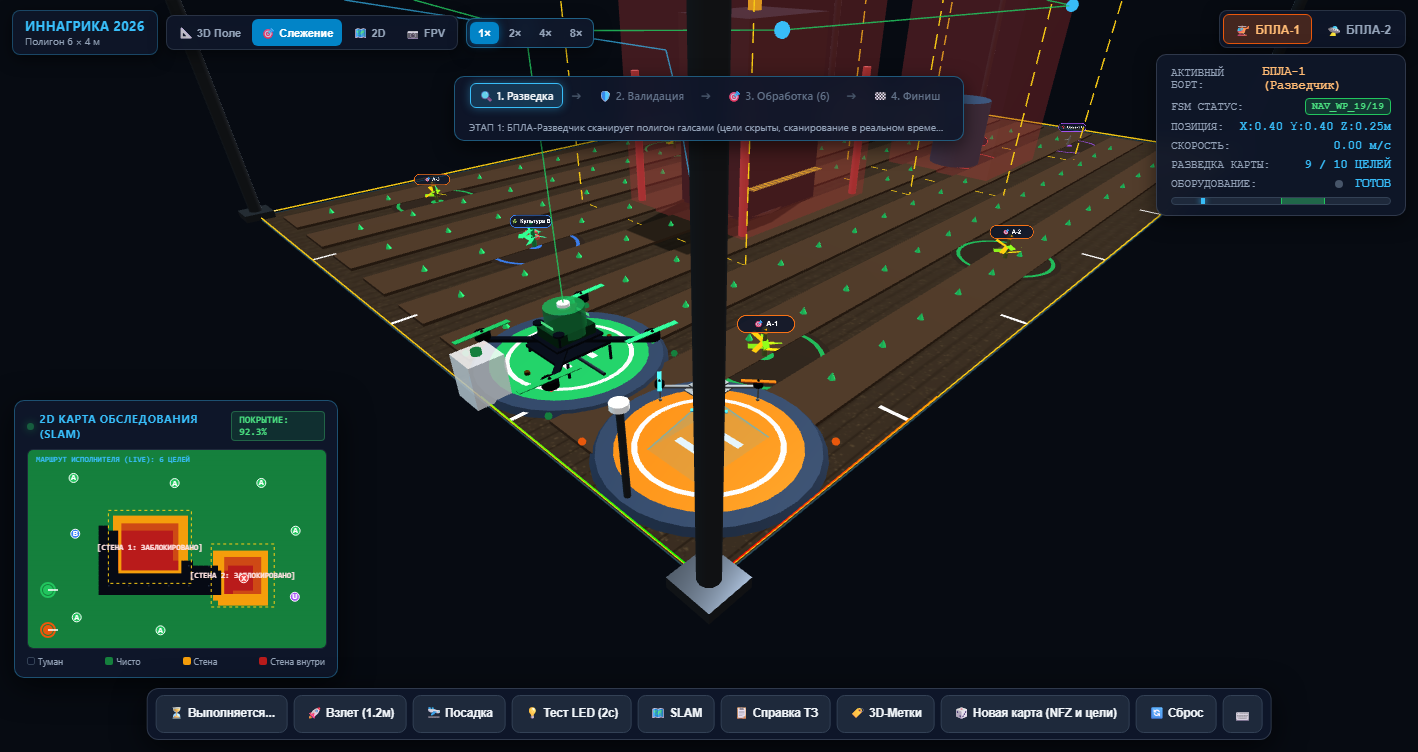 ИННАГРИКА 2026
Полигон 6 × 4 м
3D Поле
Слежение
2D
FPV
1×
2×
4×
8×
БПЛА-1
БПЛА-2
1. Разведка → 2. Валидация → 3. Обработка (6) → 4. Финиш
ЭТАП 1: БПЛА-Разведчик сканирует полигон галсами (цели скрыты, сканирование в реальном време...
АКТИВНЫЙ БОРТ: БПЛА-1 (Разведчик)
FSM СТАТУС: NAV_WP_19/19
ПОЗИЦИЯ: X:0.40 Y:0.40 Z:0.25м
СКОРОСТЬ: 0.00 м/с
РАЗВЕДКА КАРТЫ: 9 / 10 ЦЕЛЕЙ
ОБОРУДОВАНИЕ: ГОТОВ
A-3
Культура B
A-2
A-1
2D КАРТА ОБСЛЕДОВАНИЯ (SLAM)
ПОКРЫТИЕ: 92.3%
МАРШРУТ ИСПОЛНИТЕЛЯ (LIVE): 6 ЦЕЛЕЙ
A
A
A
B
A
[СТЕНА 1: ЗАБЛОКИРОВАНО]
[СТЕНА 2: ЗАБЛОКИРОВАНО]
A
U
A
A
Туман
Чисто
Стена
Стена внутри
Выполняется...
Взлет (1.2м)
Посадка
Тест LED (2с)
SLAM
Справка ТЗ
3D-Метки
Новая карта (NFZ и цели)
Сброс